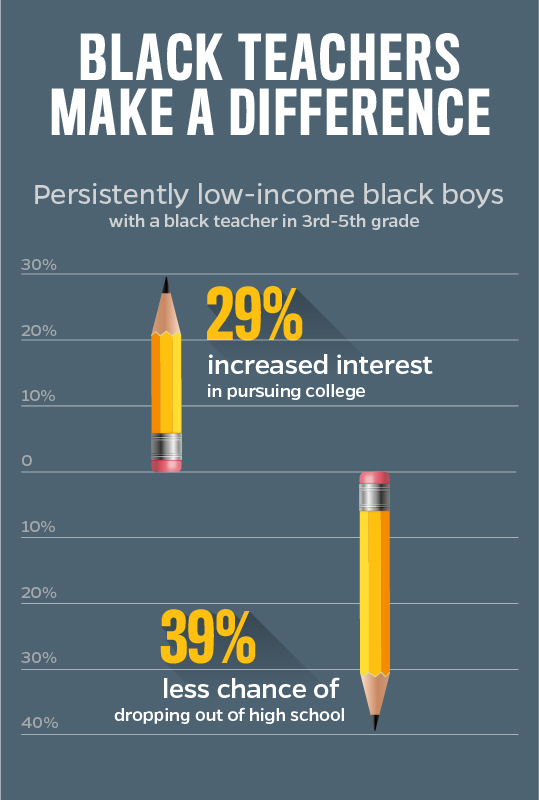 BLACK TEACHERS
MAKE A DIFFERENCE
Persistently low-income black boys
with a black teacher in 3rd-5th grade
30%
29%
20%
increased interest
in pursuing college
10%
0
10%
20%
39%
30%
less chance of
dropping out of high school
40%